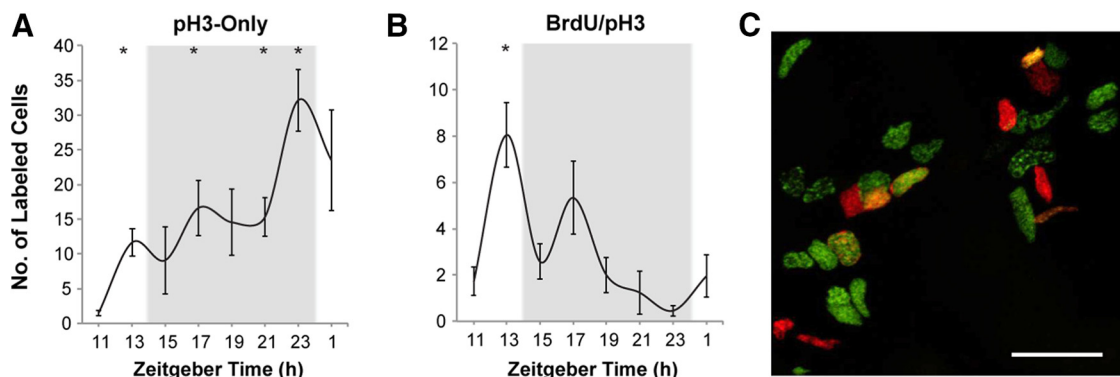 A
pH3-Only
No. of Labeled Cells
40
35
30
25
20
15
10
5
0
* * * *
11 13 15 17 19 21 23 1
Zeitgeber Time (h)
B
BrdU/pH3
12
10
8
6
4
2
0
*
11 13 15 17 19 21 23 1
Zeitgeber Time (h)
C